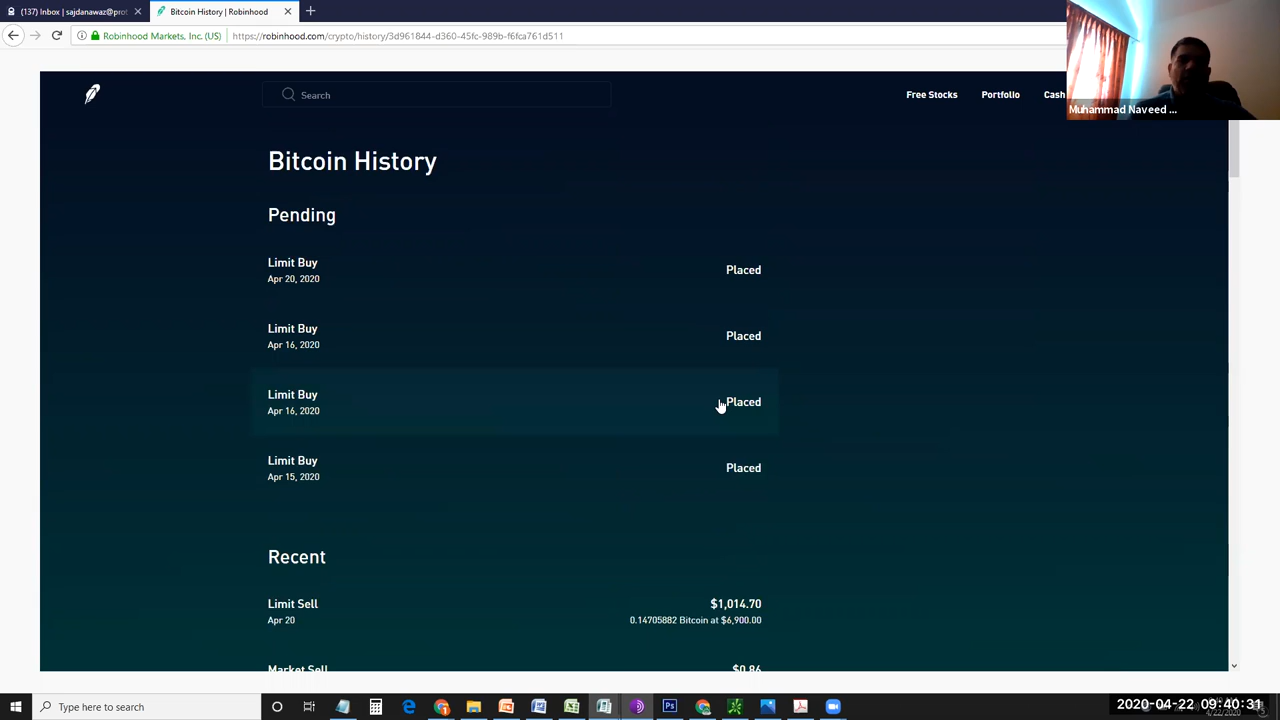 (137) Inbox | sajdanawaz@prot
Bitcoin History | Robinhood
Robinhood Markets, Inc. (US)
https://robinhood.com/crypto/history/3d961844-d360-45fc-989b-f6fca761d511
Muhammad Naveed ...
Search
Free Stocks
Portfolio
Cash
Bitcoin History
Pending
Limit Buy
Placed
Apr 20, 2020
Limit Buy
Placed
Apr 16, 2020
Limit Buy
Placed
Apr 16, 2020
Limit Buy
Placed
Apr 15, 2020
Recent
Limit Sell
$1,014.70
Apr 20
0.14705882 Bitcoin at $6,900.00
Market Sell
$0.86
Type here to search
2020-04-22 09:40:31